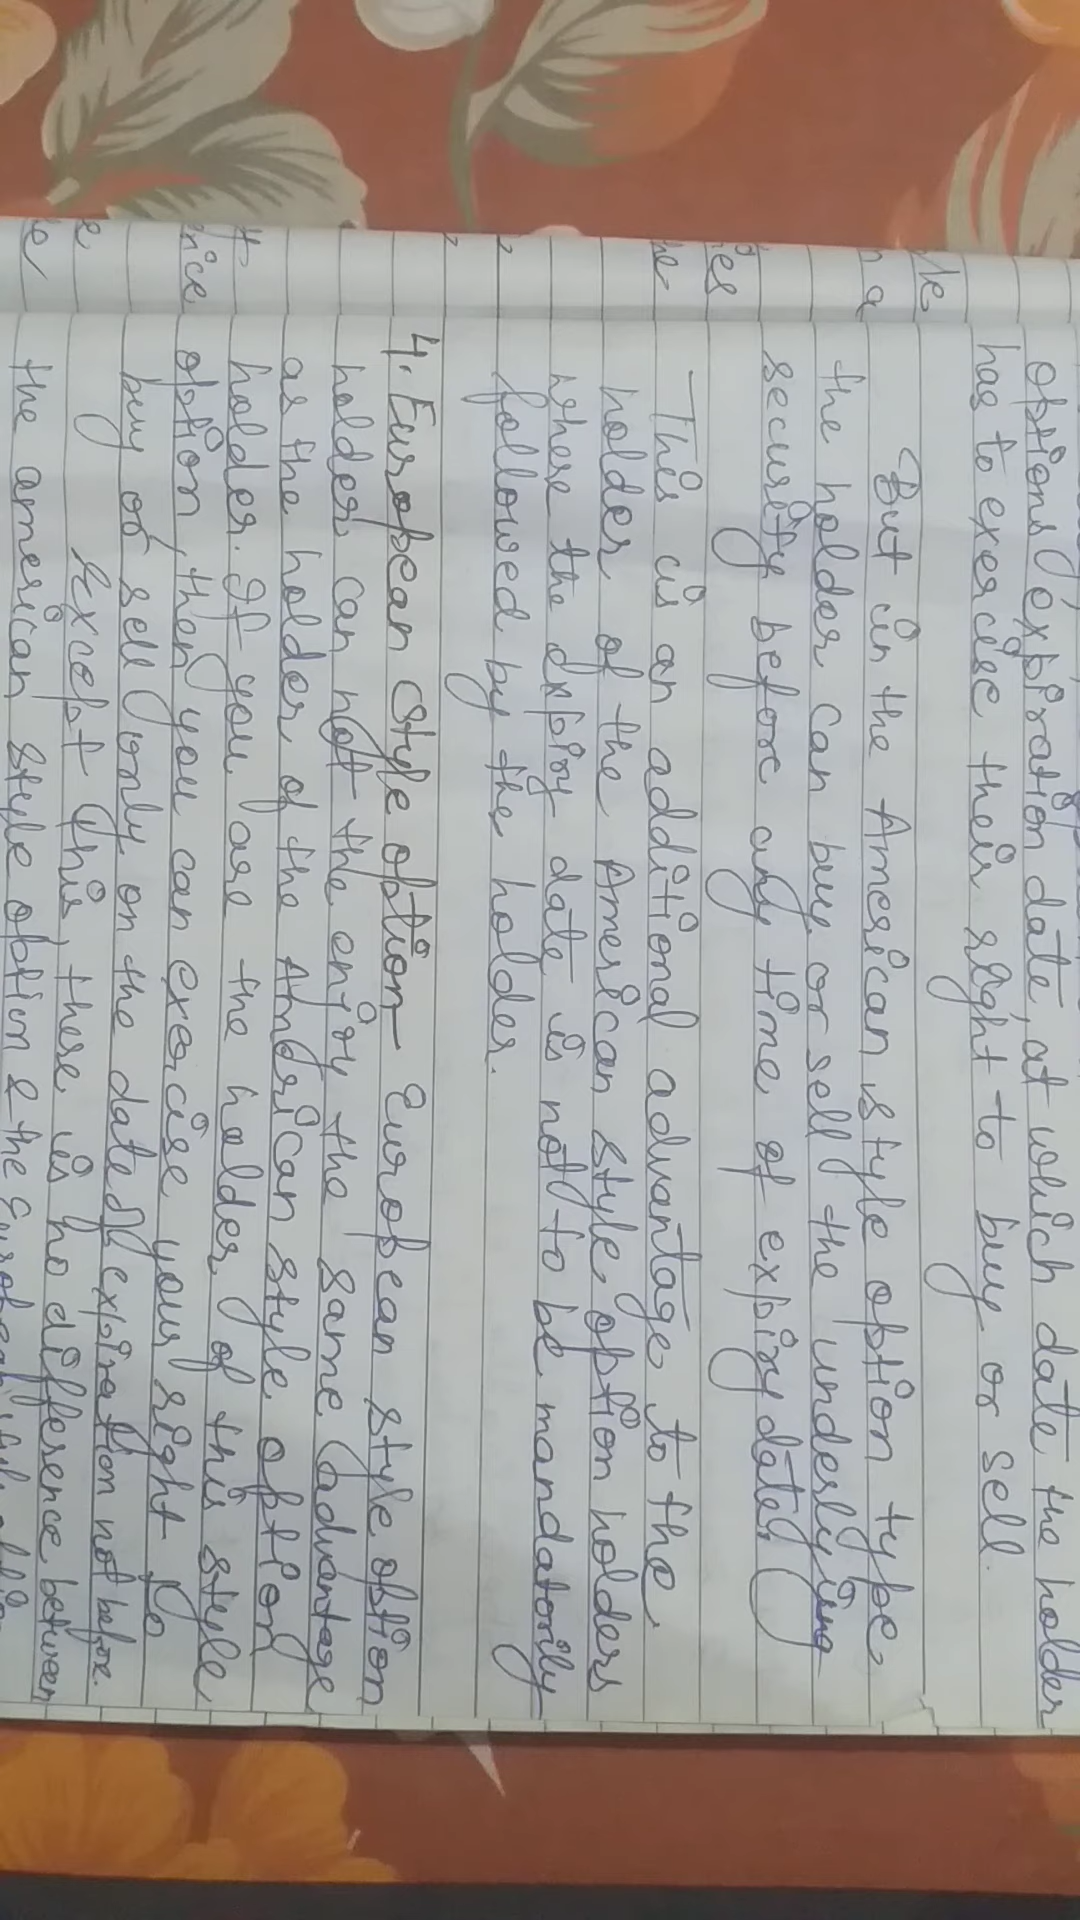 options expiration date, at which date the holder
has to exercise their right to buy or sell.
But in the American style option type
the holder can buy or sell the underlying
security before any time of expiry date.
This is an additional advantage to the
holder of the American style option holders
where the expiry date is not to be mandatorily
followed by the holder.
4. European style option - European style option
holder can not the enjoy the same advantage
as the holder of the American style option
holder. If you are the holder of this style
option, then you can exercise your right to
buy or sell only on the date of expiration not before.
Except this, there is no difference between
the american style option & the European